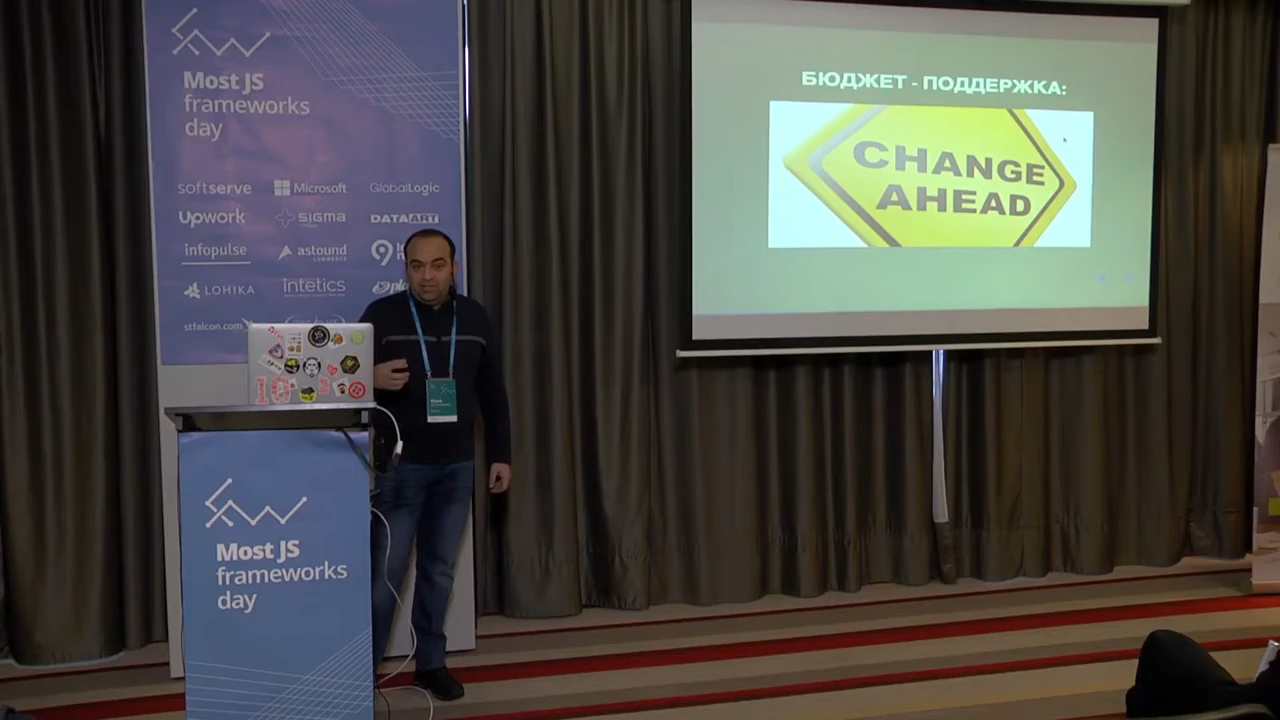 Most JS
frameworks
day
softserve
Microsoft
GlobalLogic
Upwork
SIGMA
DATAART
infopulse
astound
COMMERCE
LOHIKA
intetics
stfalcon.com
БЮДЖЕТ - ПОДДЕРЖКА:
CHANGE
AHEAD
Most JS
frameworks
day